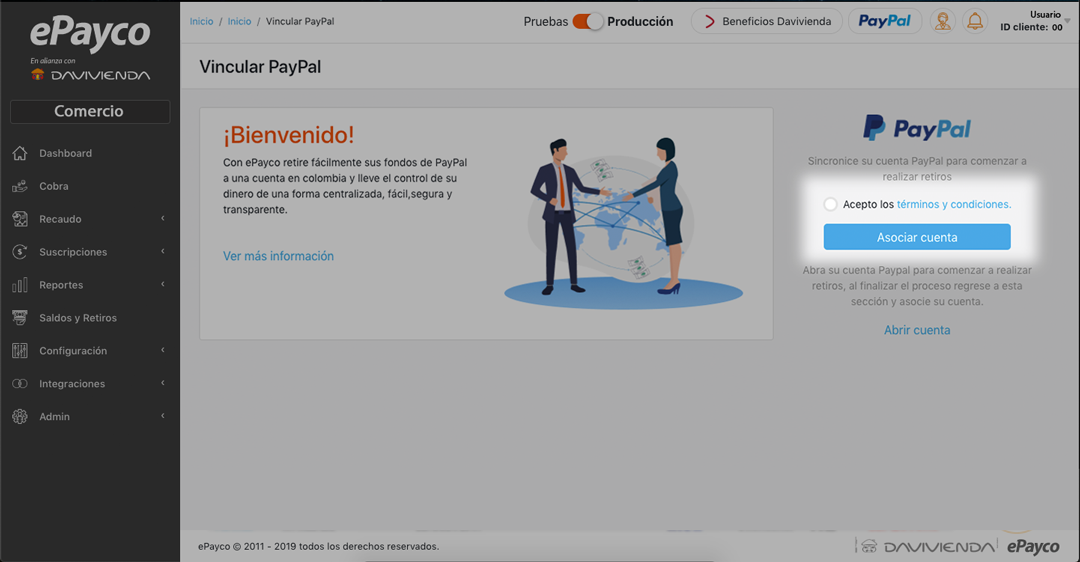 ePayco
En alianza con
DAVIVIENDA
Comercio
Dashboard
Cobra
Recaudo
Suscripciones
Reportes
Saldos y Retiros
Configuración
Integraciones
Admin
Inicio / Inicio / Vincular PayPal
Pruebas Producción
Beneficios Davivienda
PayPal
Usuario
ID cliente: 00
Vincular PayPal
¡Bienvenido!
Con ePayco retire fácilmente sus fondos de PayPal
a una cuenta en colombia y lleve el control de su
dinero de una forma centralizada, fácil,segura y
transparente.
Ver más información
PayPal
Sincronice su cuenta PayPal para comenzar a
realizar retiros
Acepto los términos y condiciones.
Asociar cuenta
Abra su cuenta Paypal para comenzar a realizar
retiros, al finalizar el proceso regrese a esta
sección y asocie su cuenta.
Abrir cuenta
ePayco © 2011 - 2019 todos los derechos reservados.
DAVIVIENDA
ePayco